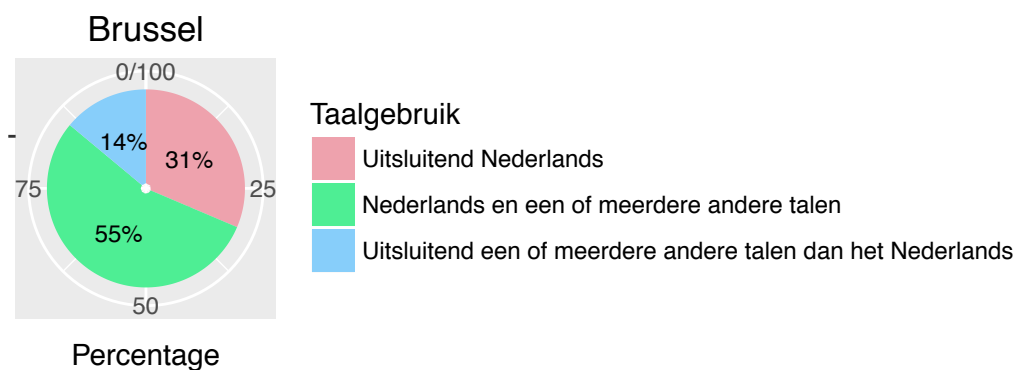 Brussel
0/100
14%
31%
75
25
55%
50
Percentage
Taalgebruik
Uitsluitend Nederlands
Nederlands en een of meerdere andere talen
Uitsluitend een of meerdere andere talen dan het Nederlands